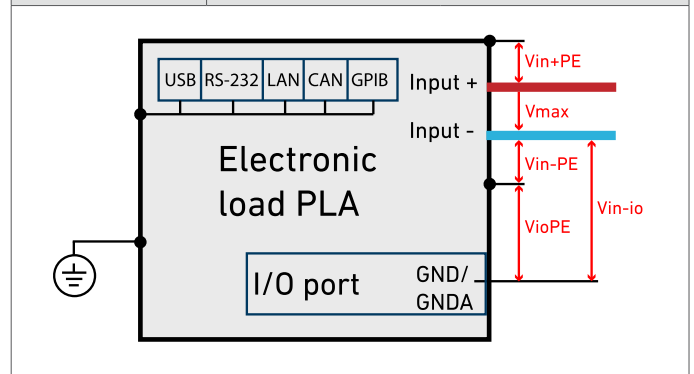 USB RS-232 LAN CAN GPIB
Input +
Input -
Electronic
load PLA
I/O port
GND/
GNDA
Vin+PE
Vmax
Vin-PE
VioPE
Vin-io